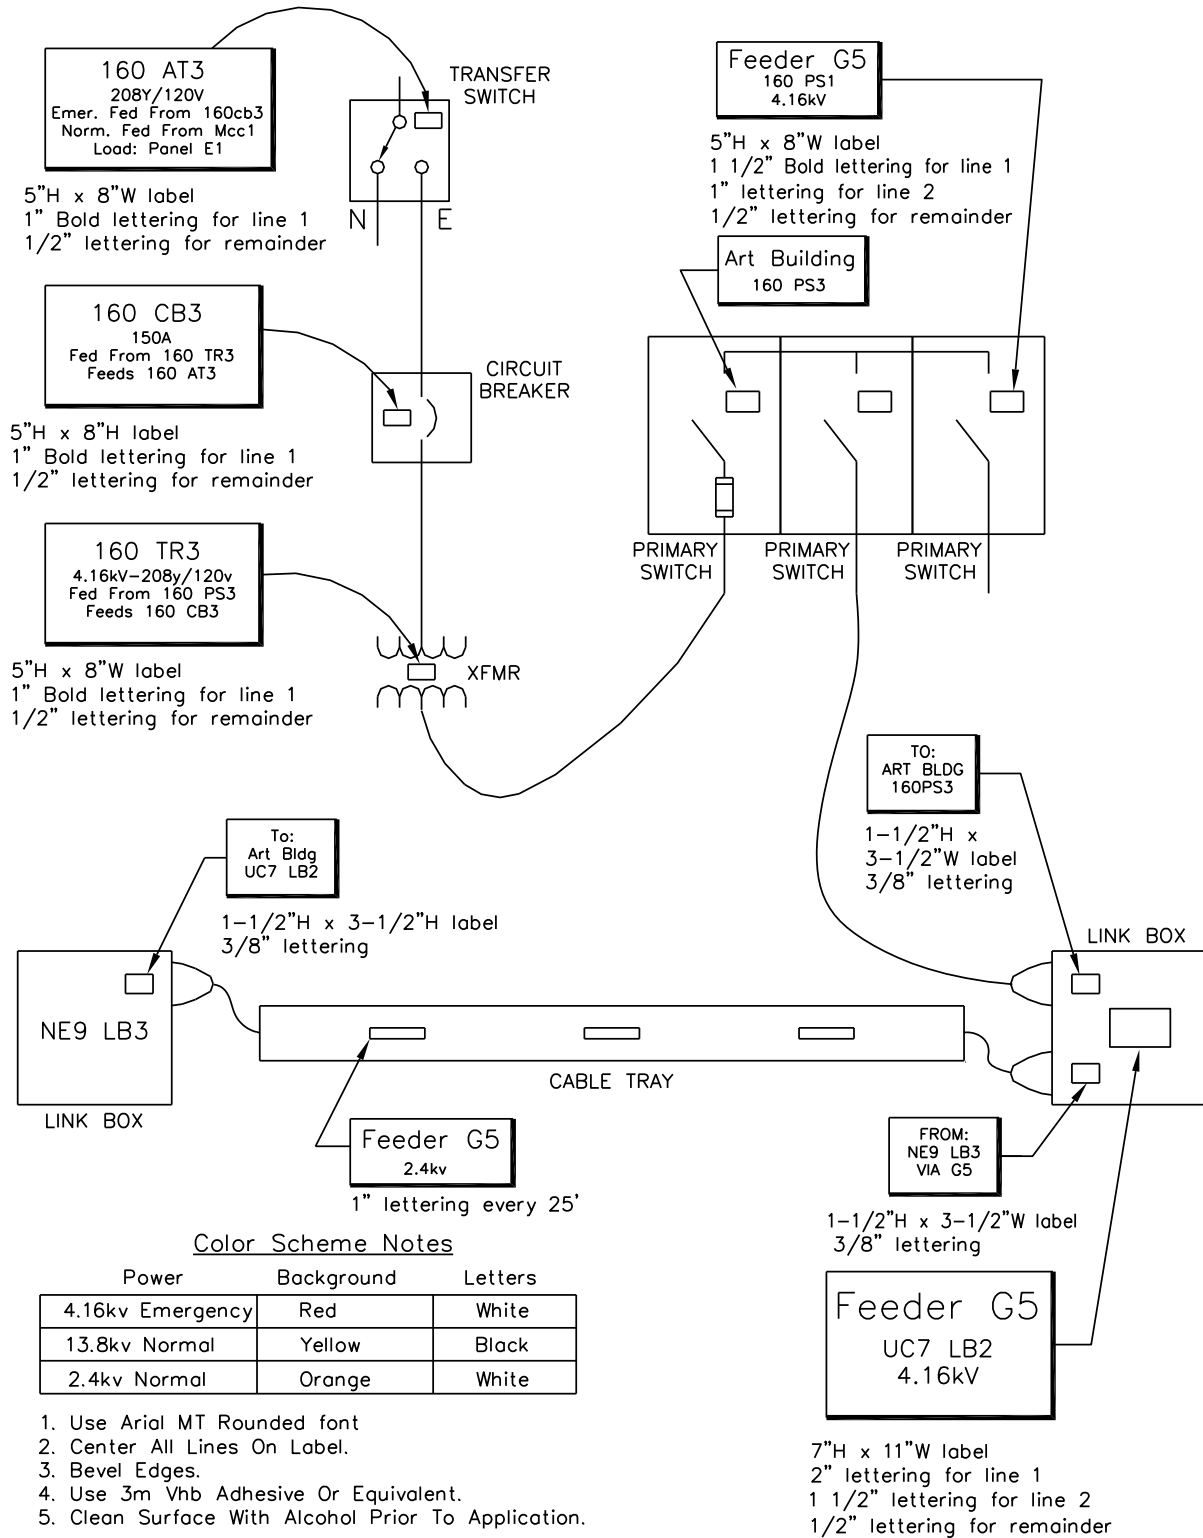 160 AT3
208Y/120V
Emer. Fed From 160cb3
Norm. Fed From Mcc1
Load: Panel E1
5"H x 8"W label
1" Bold lettering for line 1
1/2" lettering for remainder
TRANSFER
SWITCH
N
E
160 CB3
150A
Fed From 160 TR3
Feeds 160 AT3
5"H x 8"H label
1" Bold lettering for line 1
1/2" lettering for remainder
CIRCUIT
BREAKER
160 TR3
4.16kV-208y/120v
Fed From 160 PS3
Feeds 160 CB3
5"H x 8"W label
1" Bold lettering for line 1
1/2" lettering for remainder
XFMR
Feeder G5
160 PS1
4.16kV
5"H x 8"W label
1 1/2" Bold lettering for line 1
1" lettering for line 2
1/2" lettering for remainder
Art Building
160 PS3
PRIMARY
SWITCH
PRIMARY
SWITCH
PRIMARY
SWITCH
TO:
ART BLDG
160PS3
1-1/2"H x
3-1/2"W label
3/8" lettering
To:
Art Bldg
UC7 LB2
1-1/2"H x 3-1/2"H label
3/8" lettering
NE9 LB3
LINK BOX
LINK BOX
CABLE TRAY
Feeder G5
2.4kv
1" lettering every 25'
FROM:
NE9 LB3
VIA G5
1-1/2"H x 3-1/2"W label
3/8" lettering
Feeder G5
UC7 LB2
4.16kV
7"H x 11"W label
2" lettering for line 1
1 1/2" lettering for line 2
1/2" lettering for remainder
Color Scheme Notes
Power Background Letters
4.16kv Emergency Red White
13.8kv Normal Yellow Black
2.4kv Normal Orange White
1. Use Arial MT Rounded font
2. Center All Lines On Label.
3. Bevel Edges.
4. Use 3m Vhb Adhesive Or Equivalent.
5. Clean Surface With Alcohol Prior To Application.